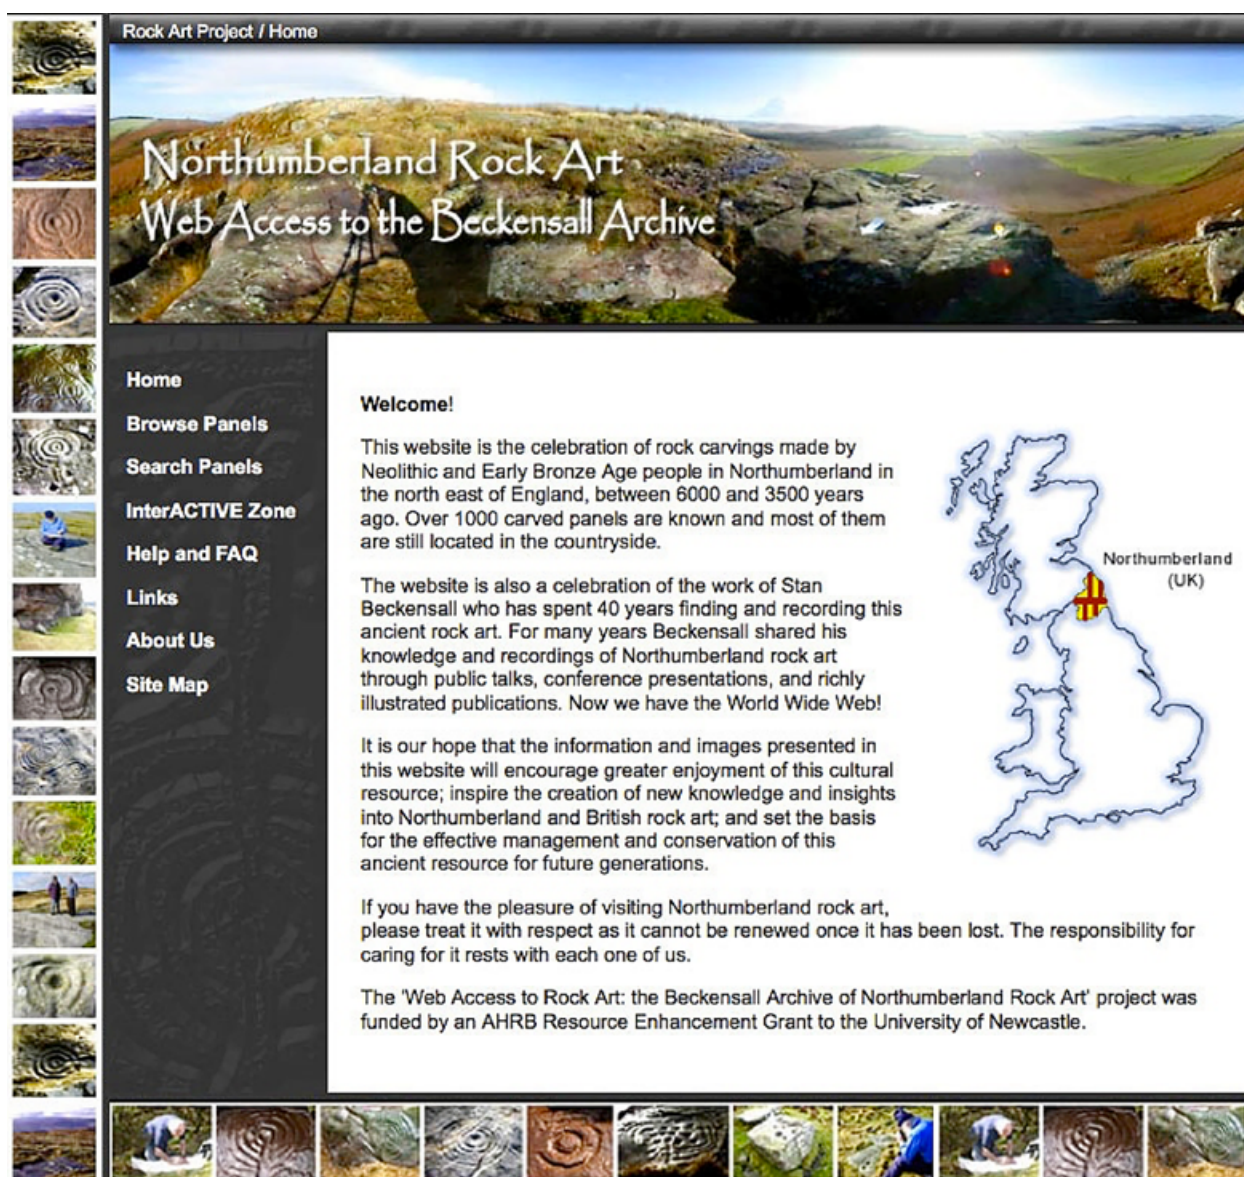 Rock Art Project / Home
Northumberland Rock Art
Web Access to the Beckensall Archive
Home
Browse Panels
Search Panels
InterACTIVE Zone
Help and FAQ
Links
About Us
Site Map
Welcome!
This website is the celebration of rock carvings made by
Neolithic and Early Bronze Age people in Northumberland in
the north east of England, between 6000 and 3500 years
ago. Over 1000 carved panels are known and most of them
are still located in the countryside.
The website is also a celebration of the work of Stan
Beckensall who has spent 40 years finding and recording this
ancient rock art. For many years Beckensall shared his
knowledge and recordings of Northumberland rock art
through public talks, conference presentations, and richly
illustrated publications. Now we have the World Wide Web!
It is our hope that the information and images presented in
this website will encourage greater enjoyment of this cultural
resource; inspire the creation of new knowledge and insights
into Northumberland and British rock art; and set the basis
for the effective management and conservation of this
ancient resource for future generations.
If you have the pleasure of visiting Northumberland rock art,
please treat it with respect as it cannot be renewed once it has been lost. The responsibility for
caring for it rests with each one of us.
The 'Web Access to Rock Art: the Beckensall Archive of Northumberland Rock Art' project was
funded by an AHRB Resource Enhancement Grant to the University of Newcastle.
Northumberland
(UK)